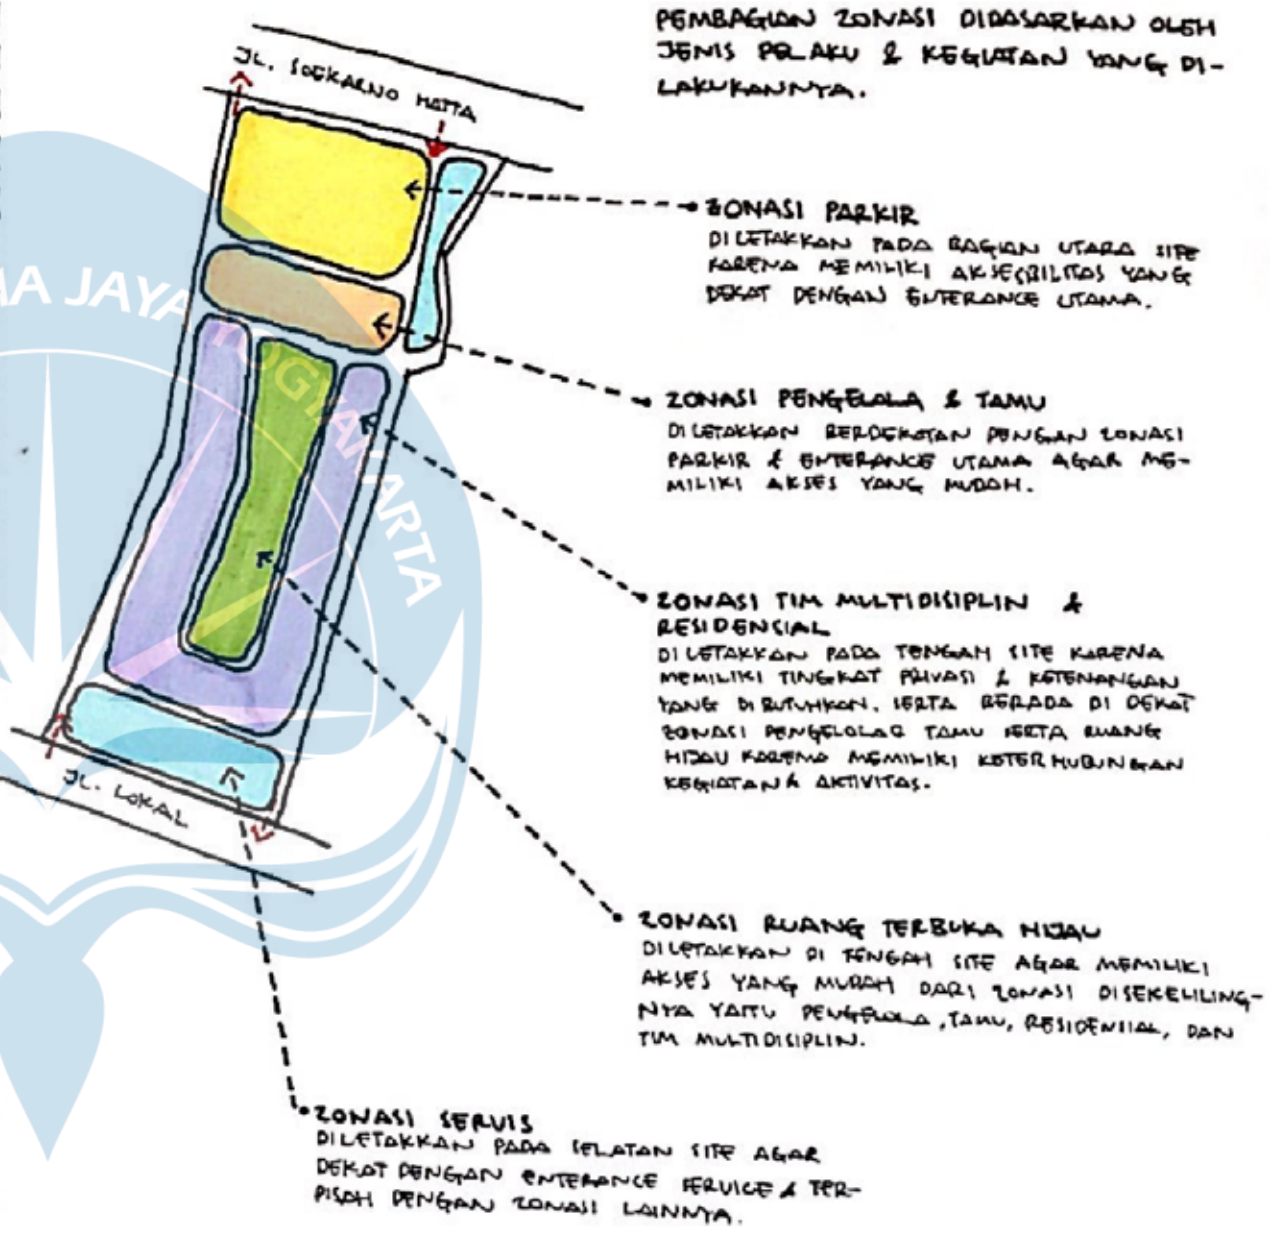 PEMBAGIAN ZONASI DIDASARKAN OLEH
JENIS PELAKU & KEGIATAN YANG DI-
LAKUKANNYA.
JL. SOEKARNO HATTA
ZONASI PARKIR
DILETAKKAN PADA BAGIAN UTARA SITE
KARENA MEMILIKI AKSESBILITAS YANG
DEKAT DENGAN ENTERANCE UTAMA.
ZONASI PENGELOLA & TAMU
DILETAKKAN BERDEKATAN DENGAN ZONASI
PARKIR & ENTERANCE UTAMA AGAR ME-
MILIKI AKSES YANG MUDAH.
ZONASI TIM MULTIDISIPLIN &
RESIDENSIAL
DILETAKKAN PADA TENGAH SITE KARENA
MEMILIKI TINGKAT PRIVASI & KETENANGAN
YANG DIBUTUHKAN. SERTA BERADA DI DEKAT
ZONASI PENGELOLA & TAMU SERTA RUANG
HIJAU KARENA MEMILIKI KETERHUBUNGAN
KEGIATAN & AKTIVITAS.
ZONASI RUANG TERBUKA HIJAU
DILETAKKAN DI TENGAH SITE AGAR MEMILIKI
AKSES YANG MUDAH DARI ZONASI DISEKELILING-
NYA YAITU PENGELOLA, TAMU, RESIDENSIAL, DAN
TIM MULTIDISIPLIN.
JL. LOKAL
ZONASI SERVIS
DILETAKKAN PADA SELATAN SITE AGAR
DEKAT DENGAN ENTERANCE SERVICE & TER-
PISAH DENGAN ZONASI LAINNYA.
MA JAYA YOGYAKARTA